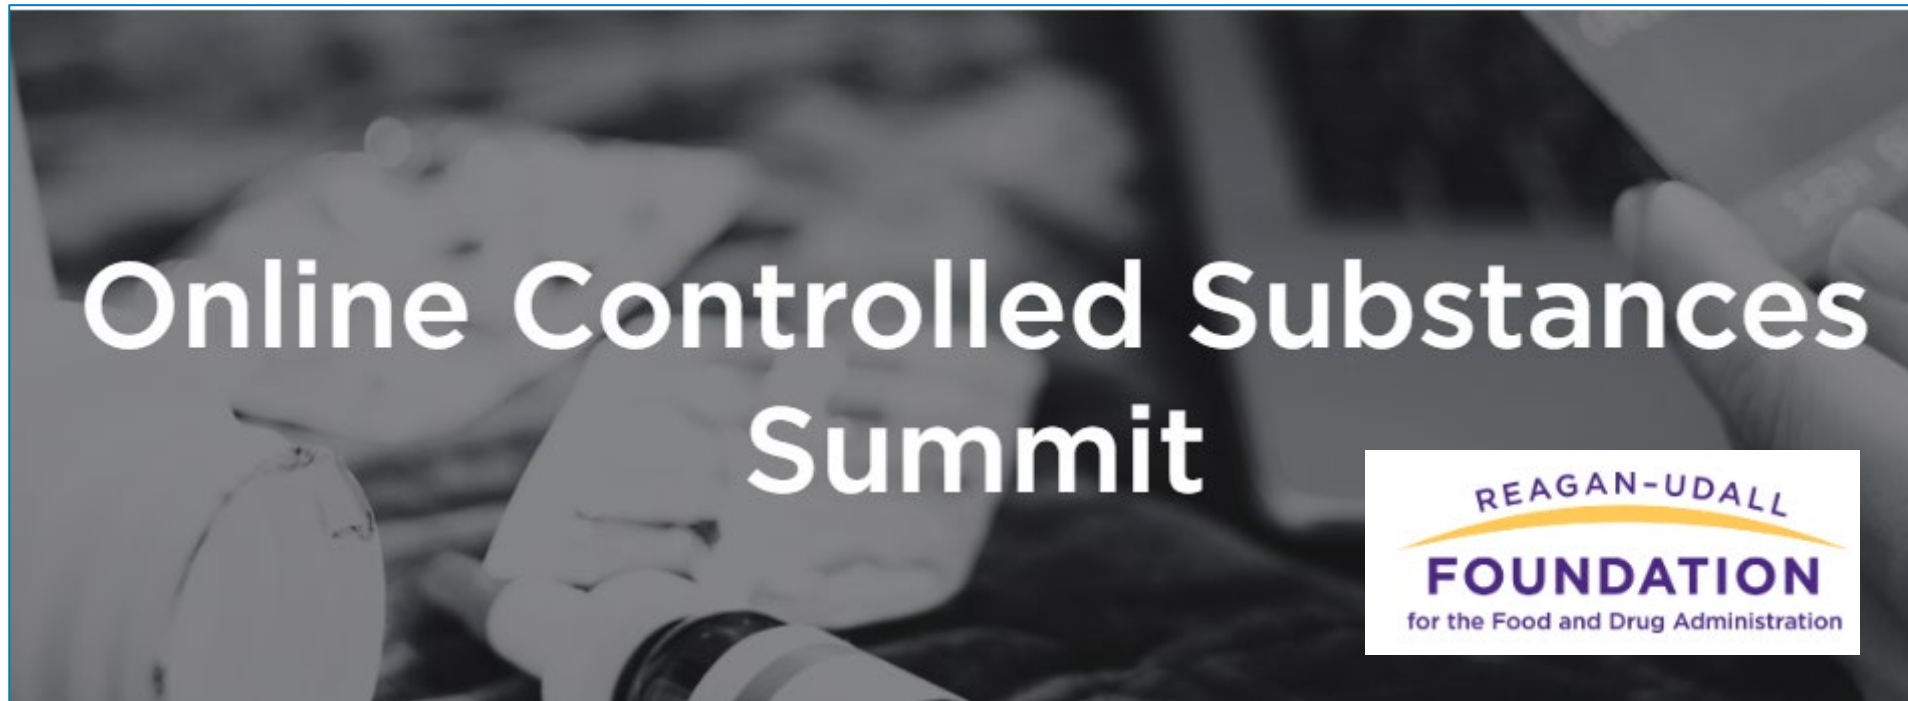 Online Controlled Substances
Summit
REAGAN-UDALL
FOUNDATION
for the Food and Drug Administration